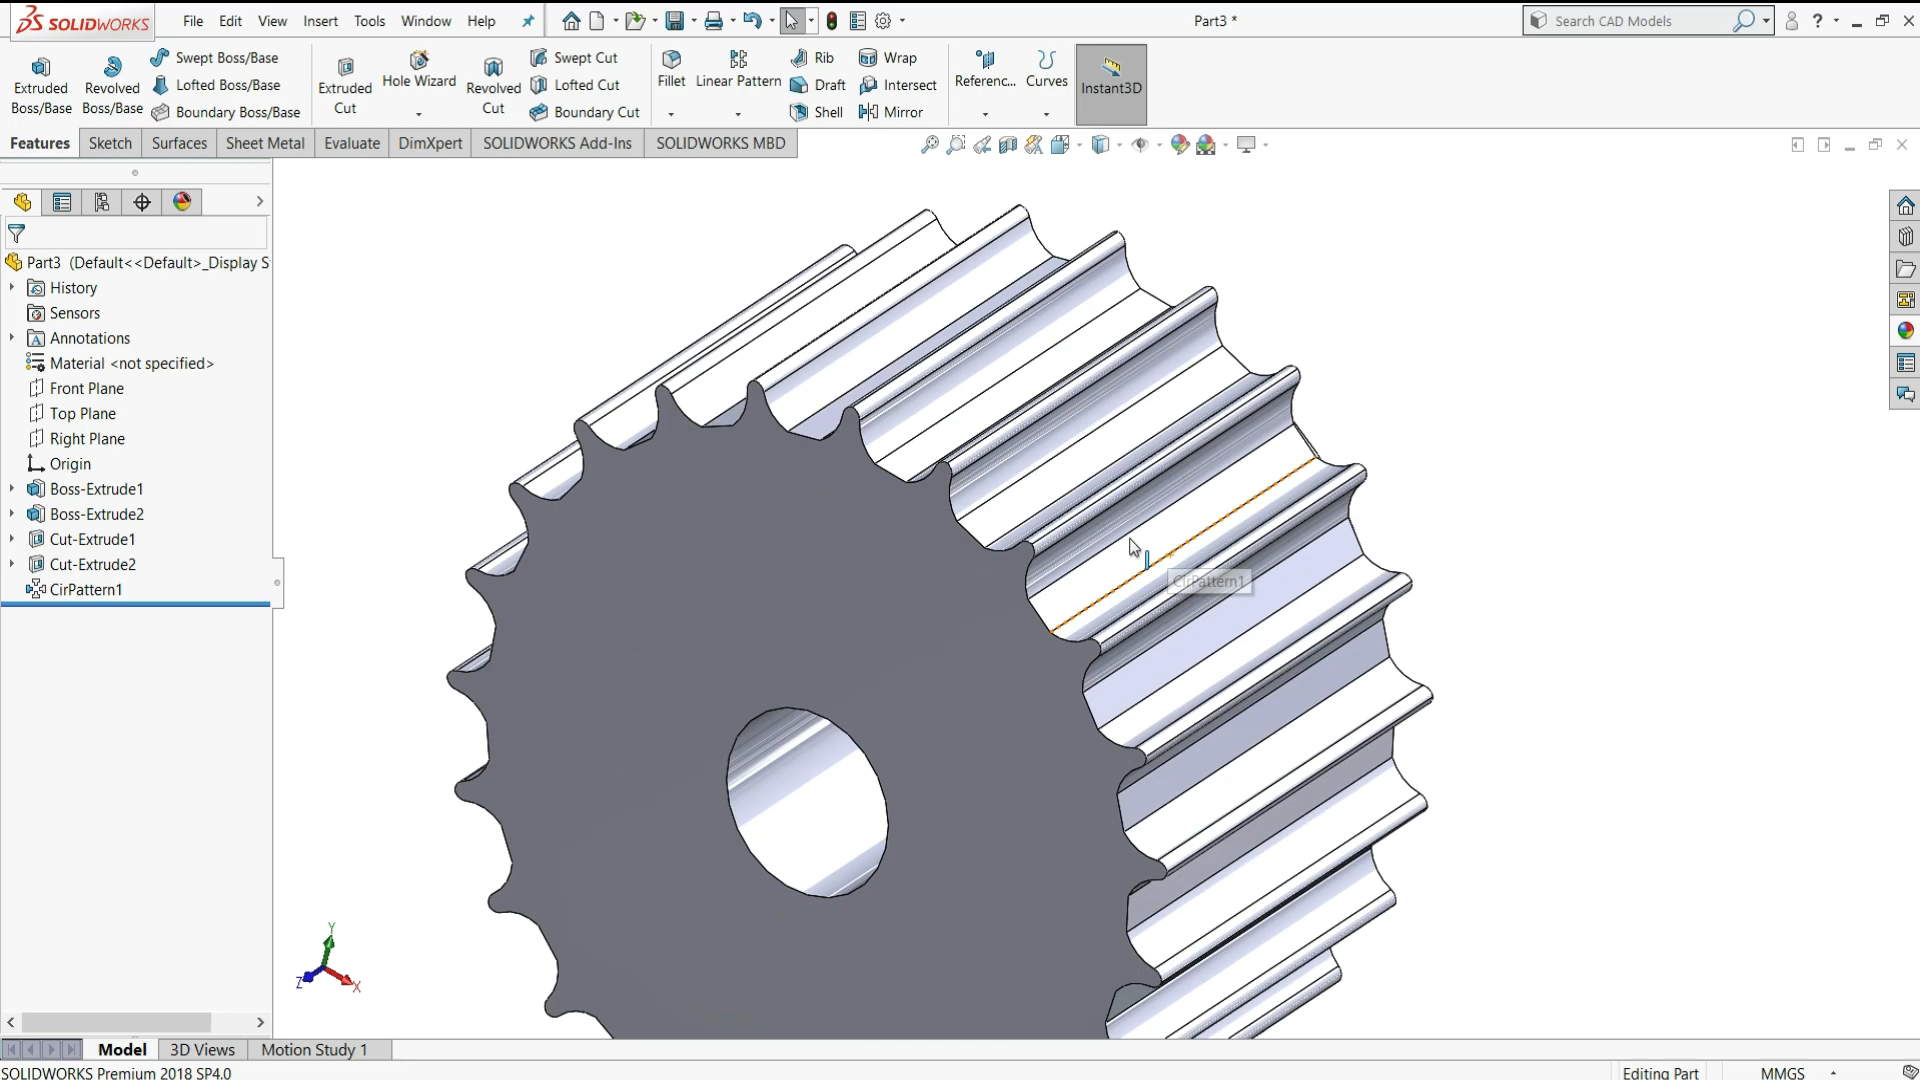 SOLIDWORKS File Edit View Insert Tools Window Help Part3 * Search CAD Models
Extruded Boss/Base
Revolved Boss/Base
Swept Boss/Base
Lofted Boss/Base
Boundary Boss/Base
Extruded Cut
Hole Wizard
Revolved Cut
Swept Cut
Lofted Cut
Boundary Cut
Fillet
Linear Pattern
Rib
Draft
Shell
Wrap
Intersect
Mirror
Referenc...
Curves
Instant3D
Features Sketch Surfaces Sheet Metal Evaluate DimXpert SOLIDWORKS Add-Ins SOLIDWORKS MBD
Part3 (Default<<Default>_Display S
History
Sensors
Annotations
Material <not specified>
Front Plane
Top Plane
Right Plane
Origin
Boss-Extrude1
Boss-Extrude2
Cut-Extrude1
Cut-Extrude2
CirPattern1
CirPattern1
Y
Z
X
Model 3D Views Motion Study 1
SOLIDWORKS Premium 2018 SP4.0 Editing Part MMGS